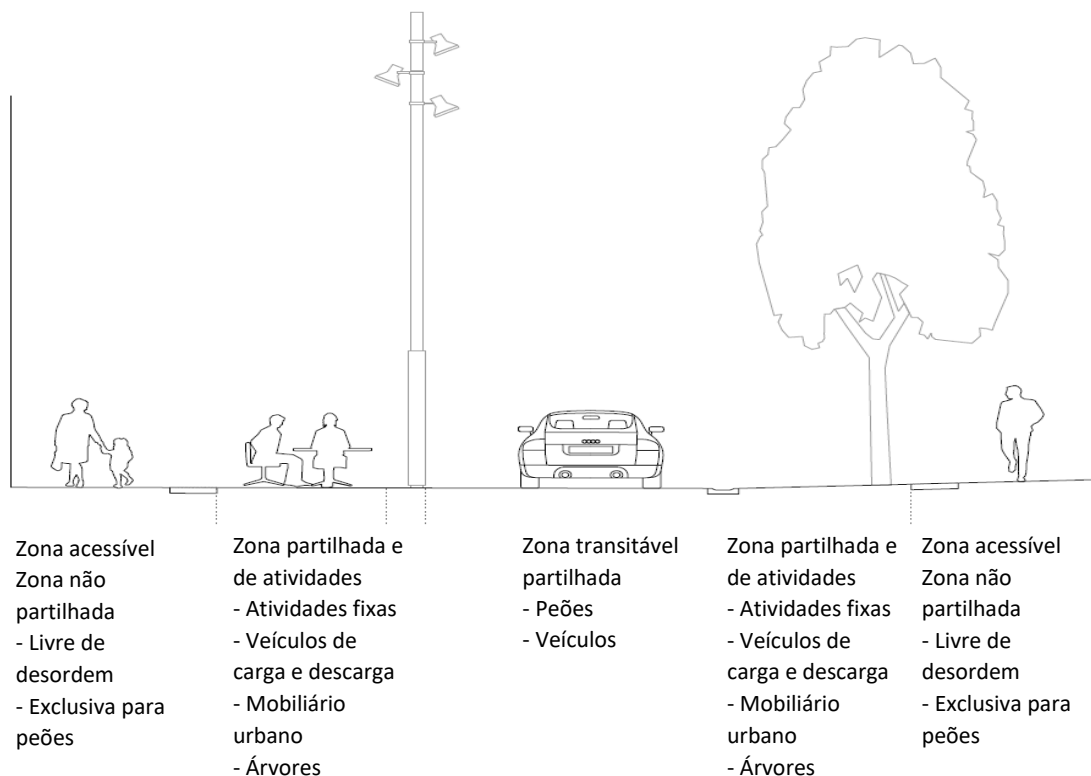 Zona acessível
Zona não
partilhada
- Livre de
desordem
- Exclusiva para
peões
Zona partilhada e
de atividades
- Atividades fixas
- Veículos de
carga e descarga
- Mobiliário
urbano
- Árvores
Zona transitável
partilhada
- Peões
- Veículos
Zona partilhada e
de atividades
- Atividades fixas
- Veículos de
carga e descarga
- Mobiliário
urbano
- Árvores
Zona acessível
Zona não
partilhada
- Livre de
desordem
- Exclusiva para
peões